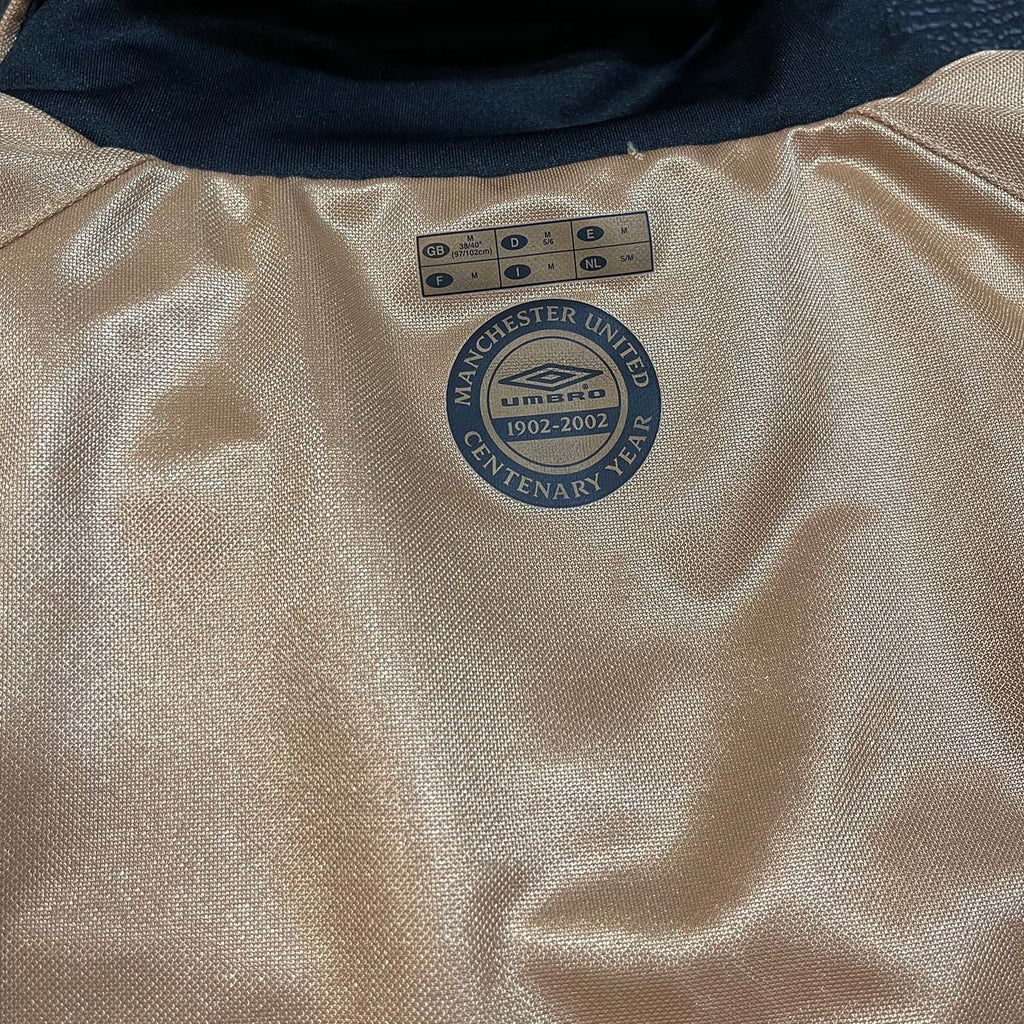 GB M 38/40" (97/102cm) D M 5/6 E M
F M I M NL S/M
MANCHESTER UNITED
UMBRO®
1902-2002
CENTENARY YEAR